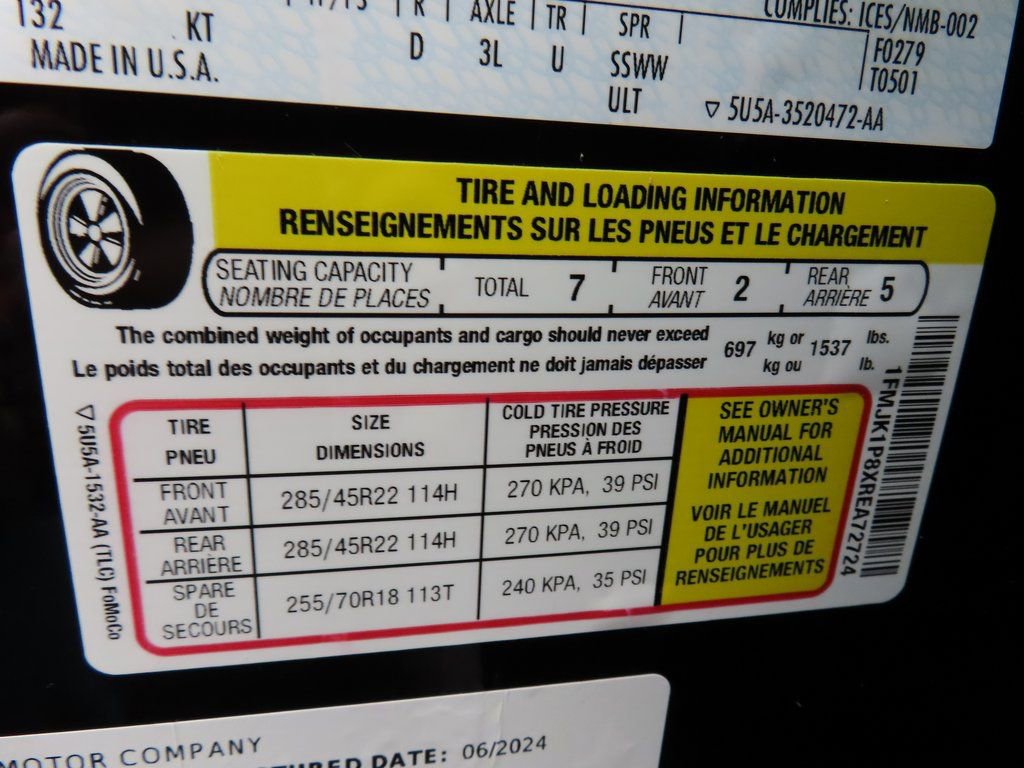 132 KT
MADE IN U.S.A.
R AXLE TR SPR
D 3L U SSWW
ULT
COMPLIES: ICES/NMB-002
F0279
T0501
▽ 5U5A-3520472-AA
TIRE AND LOADING INFORMATION
RENSEIGNEMENTS SUR LES PNEUS ET LE CHARGEMENT
SEATING CAPACITY
NOMBRE DE PLACES
TOTAL 7
FRONT
AVANT 2
REAR
ARRIÈRE 5
The combined weight of occupants and cargo should never exceed
Le poids total des occupants et du chargement ne doit jamais dépasser
697 kg or 1537 lbs.
kg ou lb.
▽ 5U5A-1532-AA (TLC) FoMoCo
TIRE
PNEU
SIZE
DIMENSIONS
COLD TIRE PRESSURE
PRESSION DES
PNEUS À FROID
FRONT
AVANT
285/45R22 114H
270 KPA, 39 PSI
REAR
ARRIÈRE
285/45R22 114H
270 KPA, 39 PSI
SPARE
DE
SECOURS
255/70R18 113T
240 KPA, 35 PSI
SEE OWNER'S
MANUAL FOR
ADDITIONAL
INFORMATION
VOIR LE MANUEL
DE L'USAGER
POUR PLUS DE
RENSEIGNEMENTS
1FMJK1P8XREA72724
MOTOR COMPANY
DATE: 06/2024